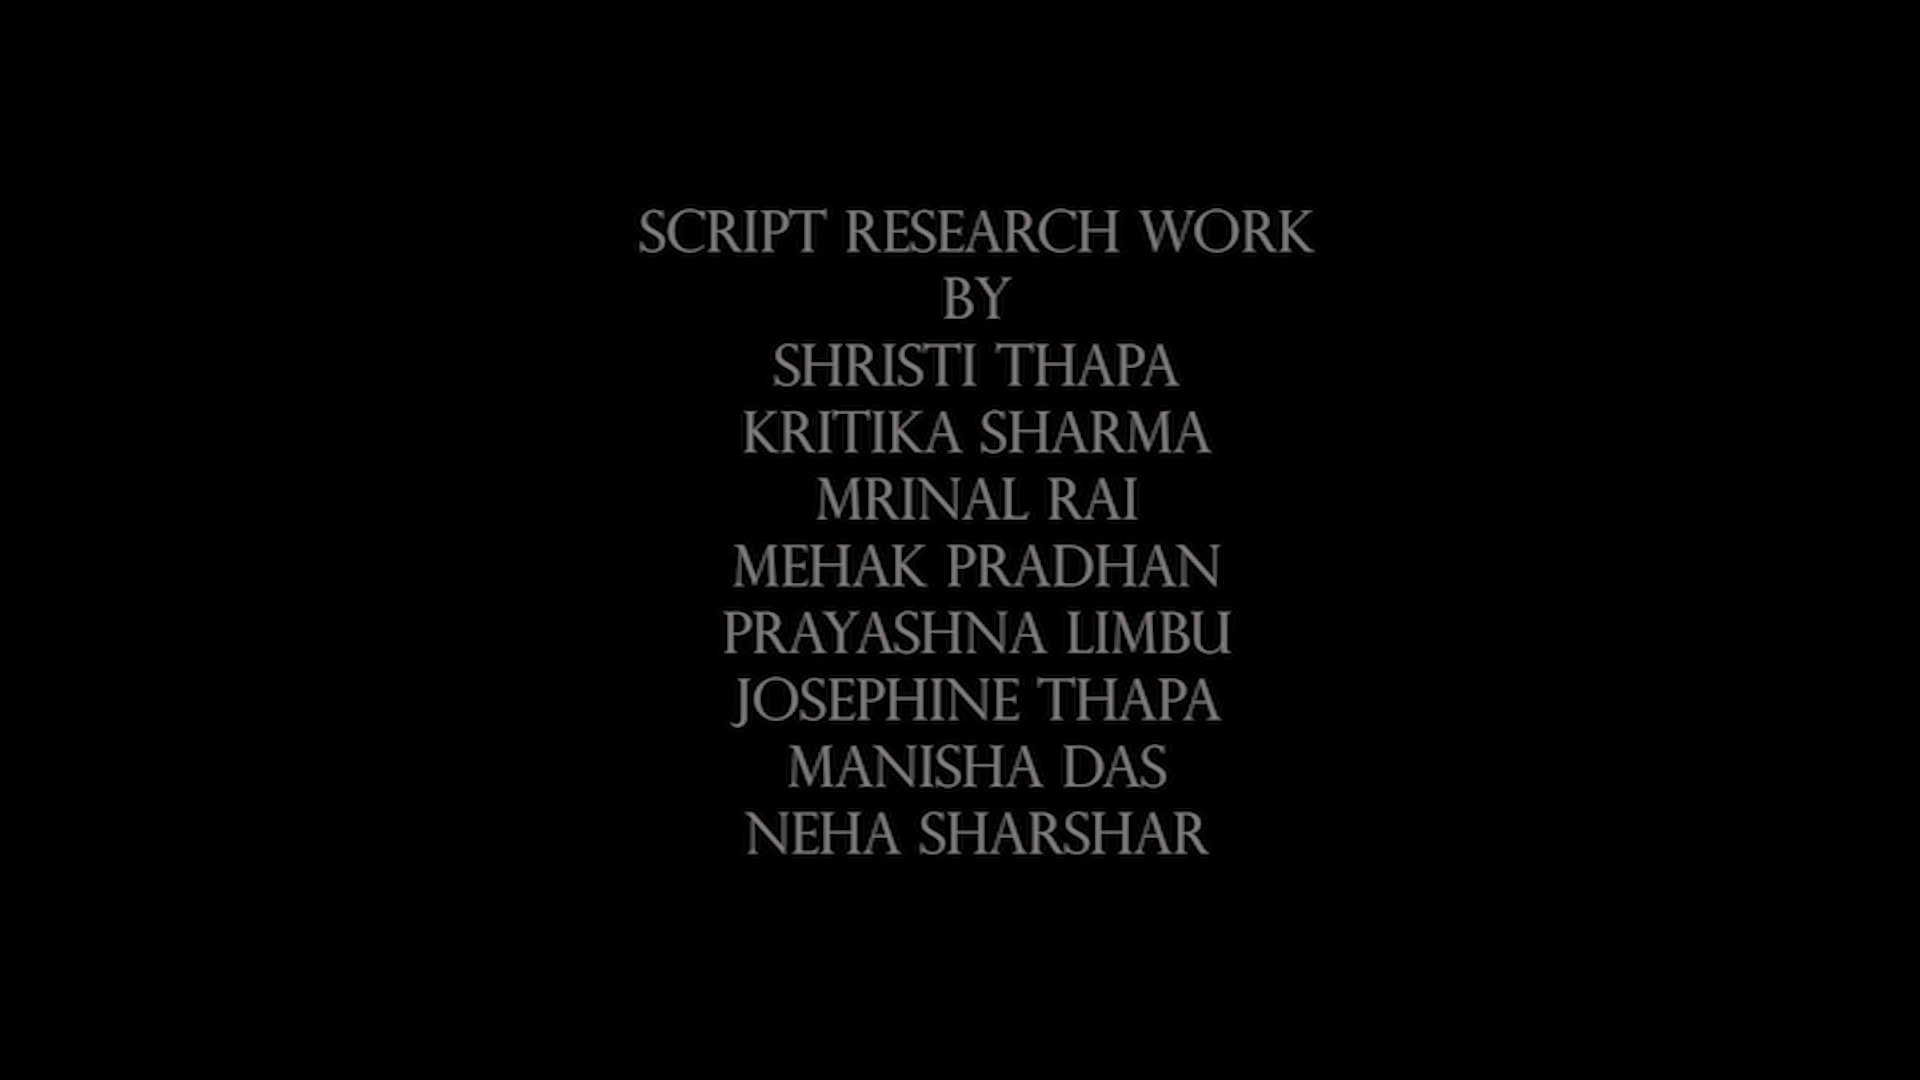 SCRIPT RESEARCH WORK
BY
SHRISTI THAPA
KRITIKA SHARMA
MRINAL RAI
MEHAK PRADHAN
PRAYASHNA LIMBU
JOSEPHINE THAPA
MANISHA DAS
NEHA SHARSHAR